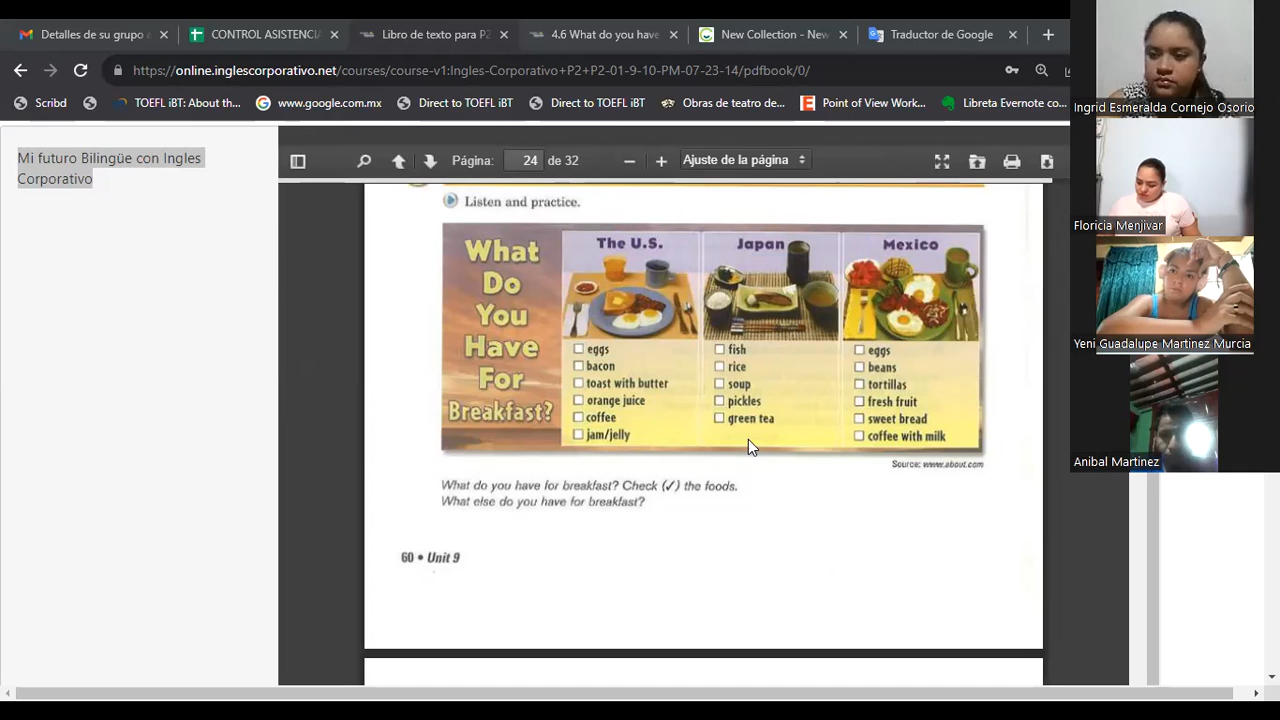 Detalles de su grupo
CONTROL ASISTENCI
Libro de texto para P2
4.6 What do you have
New Collection - New
Traductor de Google
https://online.inglescorporativo.net/courses/course-v1:Ingles-Corporativo+P2+P2-01-9-10-PM-07-23-14/pdfbook/0/
Scribd
TOEFL iBT: About th...
www.google.com.mx
Direct to TOEFL iBT
Direct to TOEFL iBT
Obras de teatro de...
Point of View Work...
Libreta Evernote co...
Mi futuro Bilingüe con Ingles
Corporativo
Página: 24 de 32
Ajuste de la página
Listen and practice.
What
Do
You
Have
For
Breakfast?
The U.S.
eggs
bacon
toast with butter
orange juice
coffee
jam/jelly
Japan
fish
rice
soup
pickles
green tea
Mexico
eggs
beans
tortillas
fresh fruit
sweet bread
coffee with milk
Source: www.about.com
What do you have for breakfast? Check (✓) the foods.
What else do you have for breakfast?
60 • Unit 9
Ingrid Esmeralda Cornejo Osorio
Floricia Menjivar
Yeni Guadalupe Martinez Murcia
Anibal Martinez